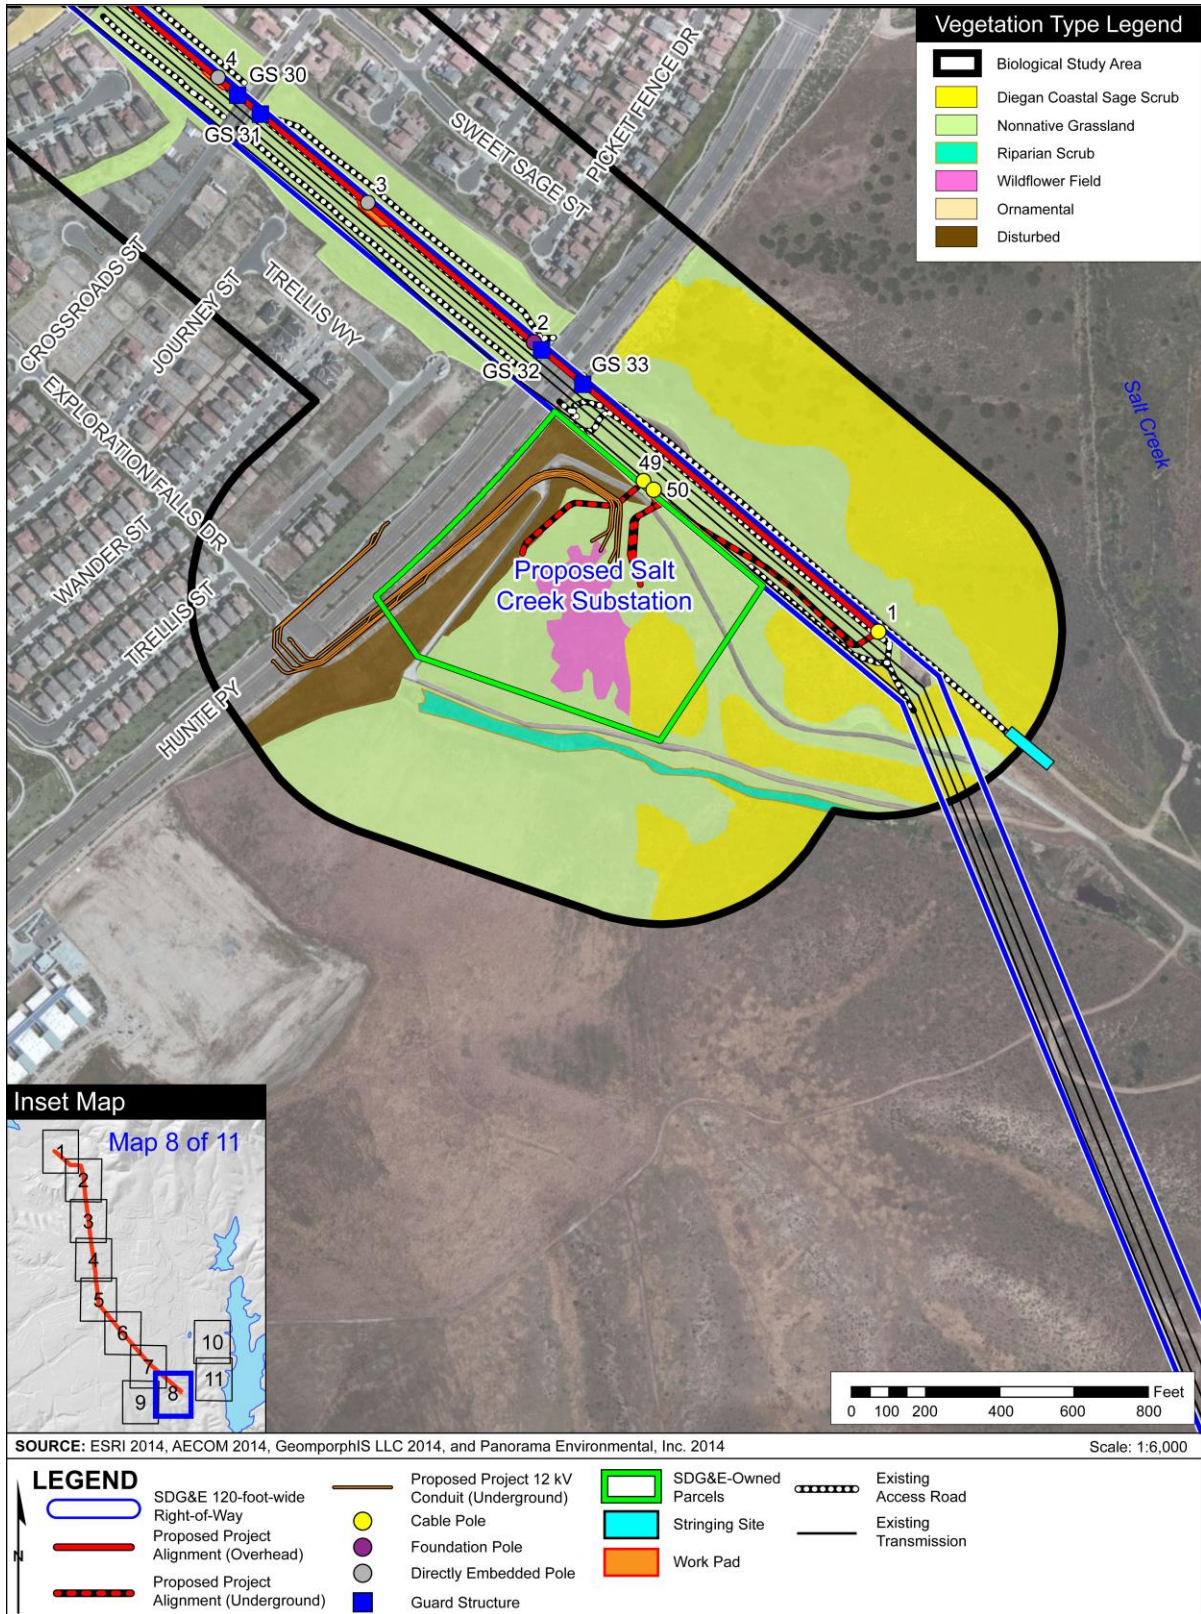 Vegetation Type Legend
Biological Study Area
Diegan Coastal Sage Scrub
Nonnative Grassland
Riparian Scrub
Wildflower Field
Ornamental
Disturbed
4
GS 30
GS 31
3
SWEET SAGE ST
PICKET FENCE DR
CROSSROADS ST
JOURNEY ST
TRELLIS WY
2
GS 32
GS 33
EXPLORATION FALLS DR
Salt Creek
49
50
WANDER ST
TRELLIS ST
HUNTE PY
Proposed Salt
Creek Substation
1
Inset Map
Map 8 of 11
1
2
3
4
5
6
7
8
9
10
11
Feet
0 100 200 400 600 800
SOURCE: ESRI 2014, AECOM 2014, GeomporphIS LLC 2014, and Panorama Environmental, Inc. 2014
Scale: 1:6,000
LEGEND
N
SDG&E 120-foot-wide
Right-of-Way
Proposed Project
Alignment (Overhead)
Proposed Project
Alignment (Underground)
Proposed Project 12 kV
Conduit (Underground)
Cable Pole
Foundation Pole
Directly Embedded Pole
Guard Structure
SDG&E-Owned
Parcels
Stringing Site
Work Pad
Existing
Access Road
Existing
Transmission